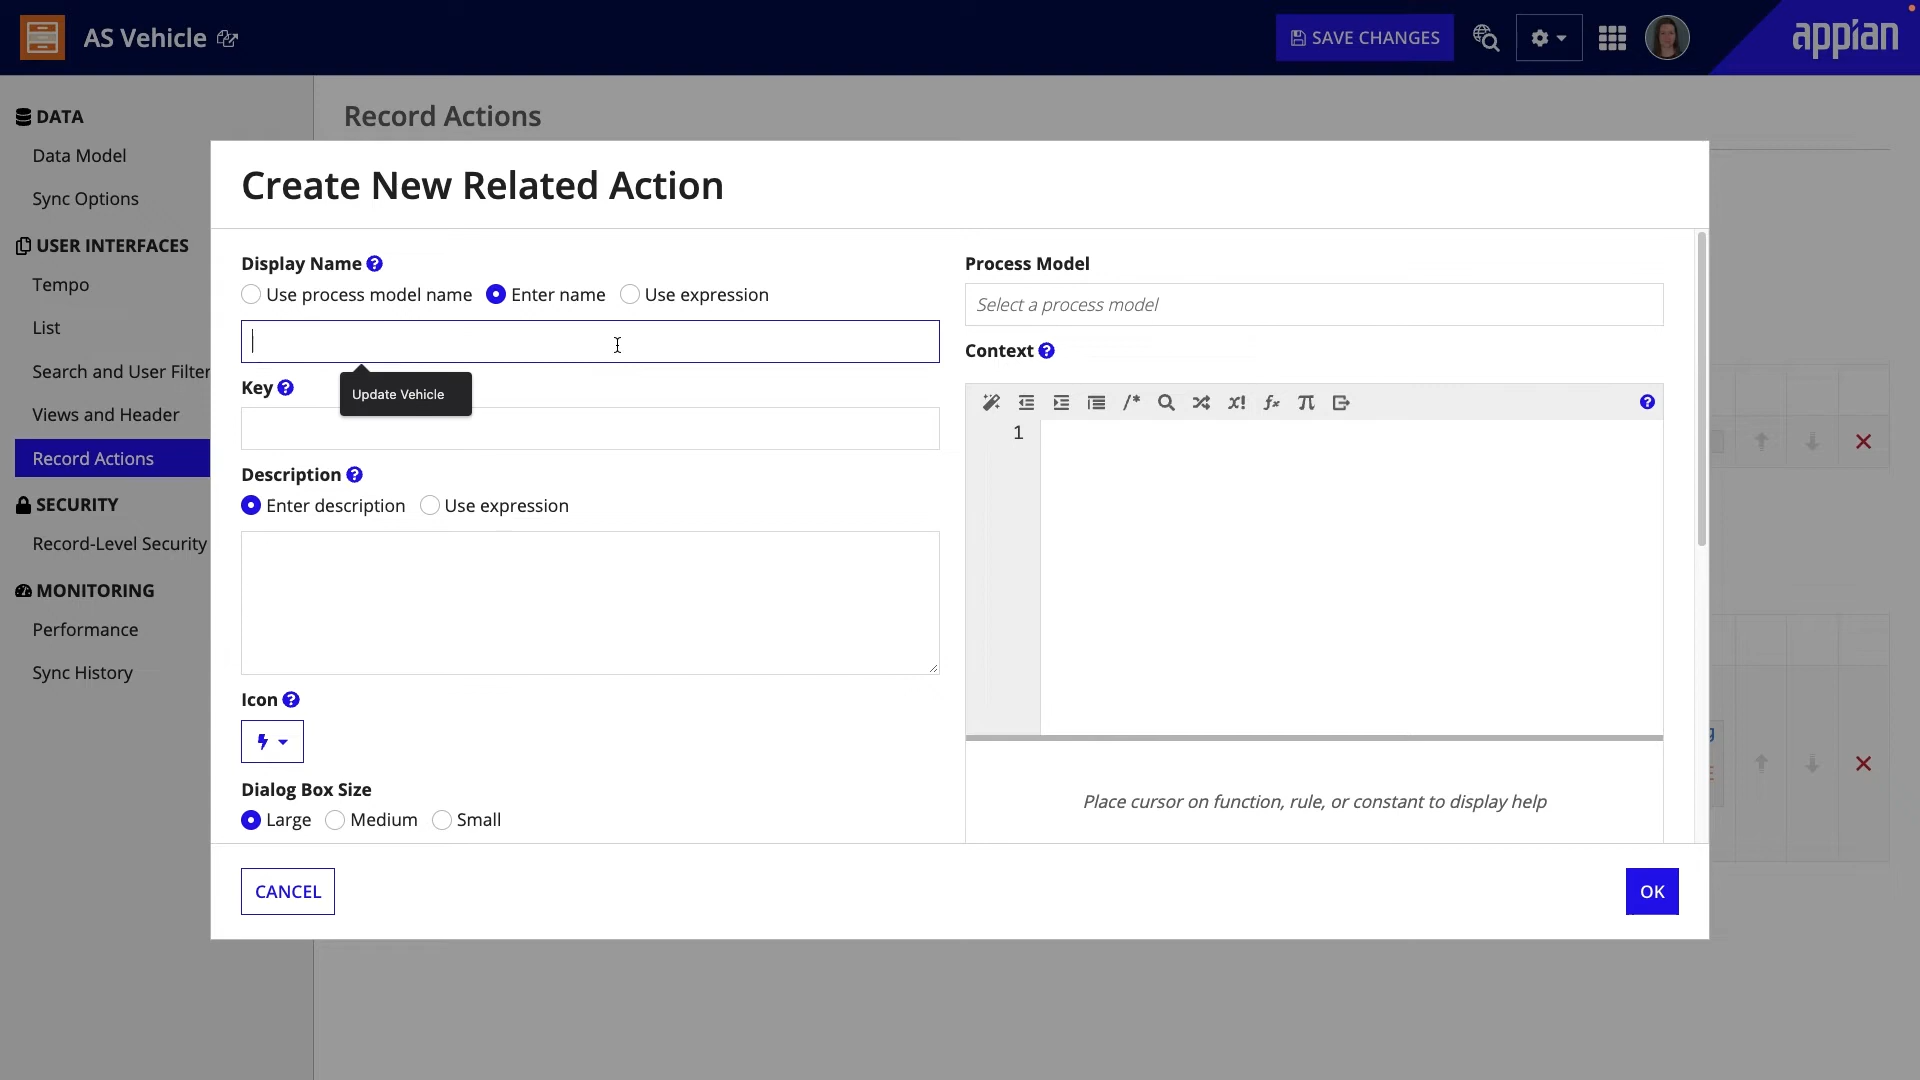 AS Vehicle
SAVE CHANGES
appian
DATA
Data Model
Sync Options
USER INTERFACES
Tempo
List
Search and User Filter
Views and Header
Record Actions
SECURITY
Record-Level Security
MONITORING
Performance
Sync History
Record Actions
Create New Related Action
Display Name
Use process model name Enter name Use expression
Update Vehicle
Key
Description
Enter description Use expression
Icon
Dialog Box Size
Large Medium Small
Process Model
Select a process model
Context
1
Place cursor on function, rule, or constant to display help
CANCEL
OK